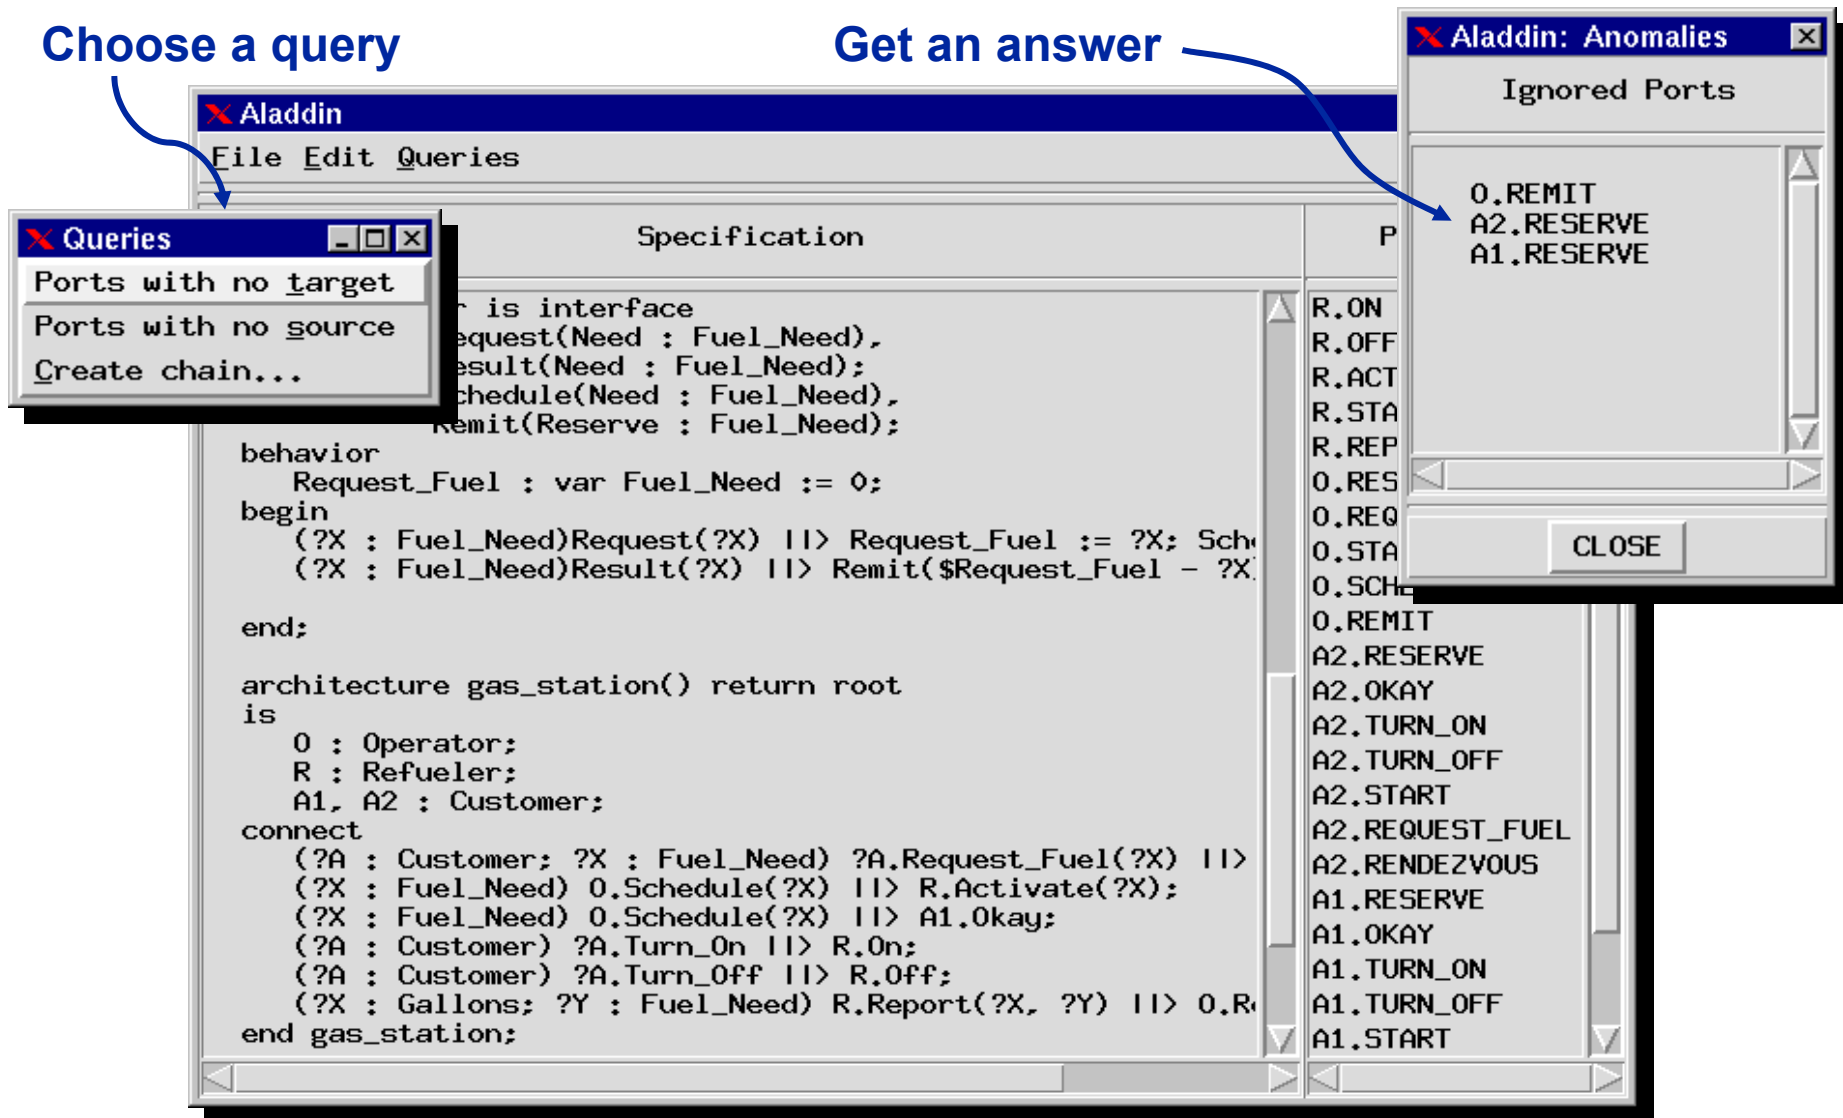 Choose a query
Get an answer
Aladdin
File Edit Queries
Queries
Ports with no target
Ports with no source
Create chain...
Specification
r is interface
equest(Need : Fuel_Need),
esult(Need : Fuel_Need);
chedule(Need : Fuel_Need),
Remit(Reserve : Fuel_Need);
behavior
Request_Fuel : var Fuel_Need := 0;
begin
(?X : Fuel_Need)Request(?X) ||> Request_Fuel := ?X; Sch
(?X : Fuel_Need)Result(?X) ||> Remit($Request_Fuel - ?X
end;
architecture gas_station() return root
is
O : Operator;
R : Refueler;
A1, A2 : Customer;
connect
(?A : Customer; ?X : Fuel_Need) ?A.Request_Fuel(?X) ||>
(?X : Fuel_Need) O.Schedule(?X) ||> R.Activate(?X);
(?X : Fuel_Need) O.Schedule(?X) ||> A1.Okay;
(?A : Customer) ?A.Turn_On ||> R.On;
(?A : Customer) ?A.Turn_Off ||> R.Off;
(?X : Gallons; ?Y : Fuel_Need) R.Report(?X, ?Y) ||> O.R
end gas_station;
P
R.ON
R.OFF
R.ACT
R.STA
R.REP
O.RES
O.REQ
O.STA
O.SCHE
O.REMIT
A2.RESERVE
A2.OKAY
A2.TURN_ON
A2.TURN_OFF
A2.START
A2.REQUEST_FUEL
A2.RENDEZVOUS
A1.RESERVE
A1.OKAY
A1.TURN_ON
A1.TURN_OFF
A1.START
Aladdin: Anomalies
Ignored Ports
O.REMIT
A2.RESERVE
A1.RESERVE
CLOSE